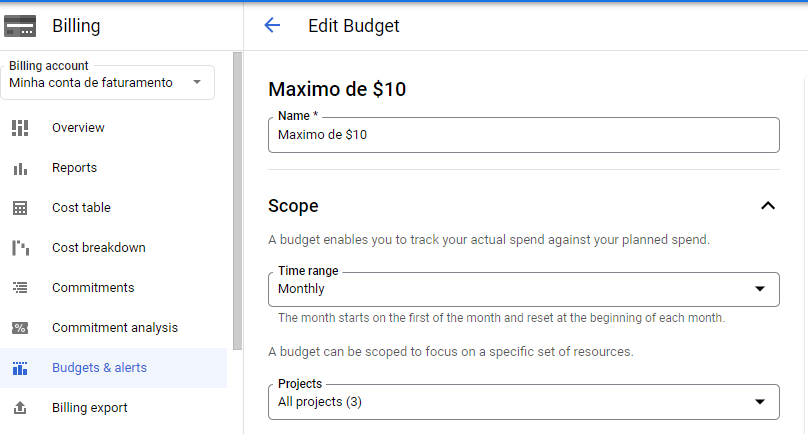 Billing
Edit Budget
Billing account
Minha conta de faturamento
Overview
Reports
Cost table
Cost breakdown
Commitments
Commitment analysis
Budgets & alerts
Billing export
Maximo de $10
Name *
Maximo de $10
Scope
A budget enables you to track your actual spend against your planned spend.
Time range
Monthly
The month starts on the first of the month and reset at the beginning of each month.
A budget can be scoped to focus on a specific set of resources.
Projects
All projects (3)